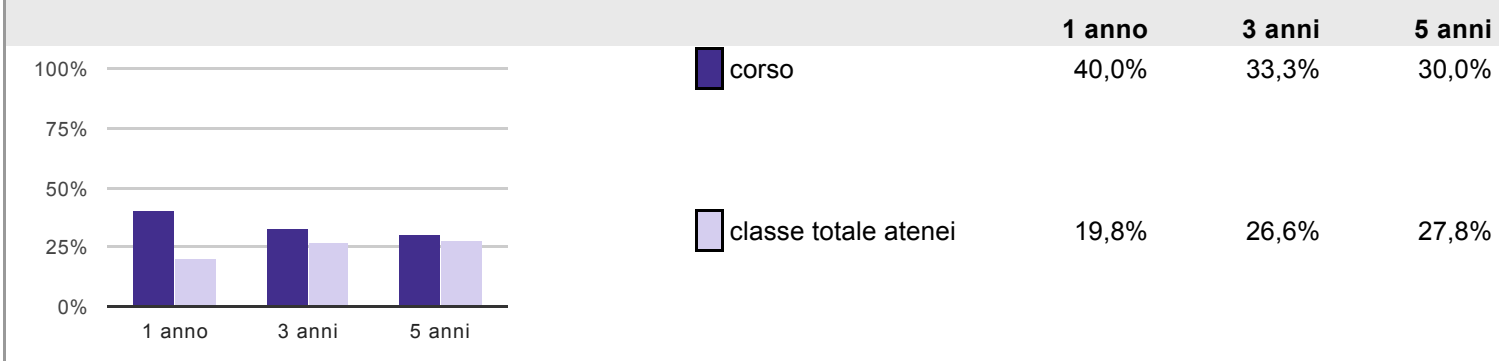 1 anno 3 anni 5 anni
100%
75%
50%
25%
0%
1 anno 3 anni 5 anni
corso 40,0% 33,3% 30,0%
classe totale atenei 19,8% 26,6% 27,8%